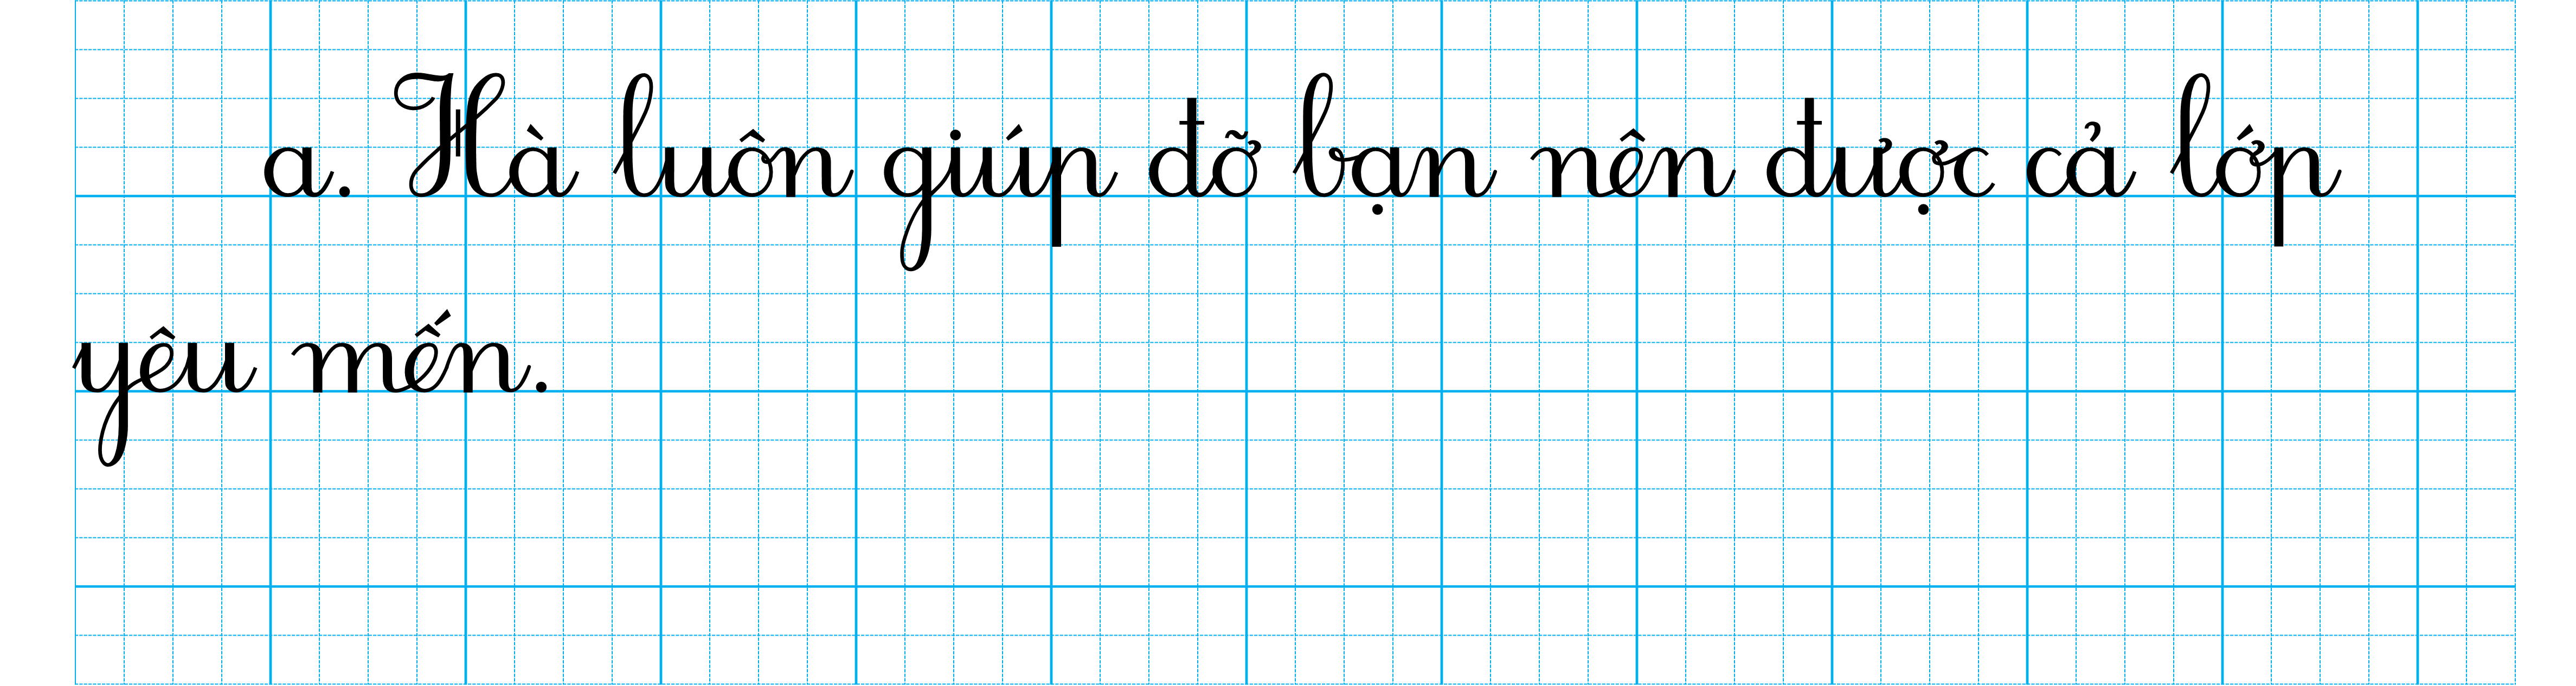 a. Hà luôn giúp đỡ bạn nên được cả lớp
yêu mến.